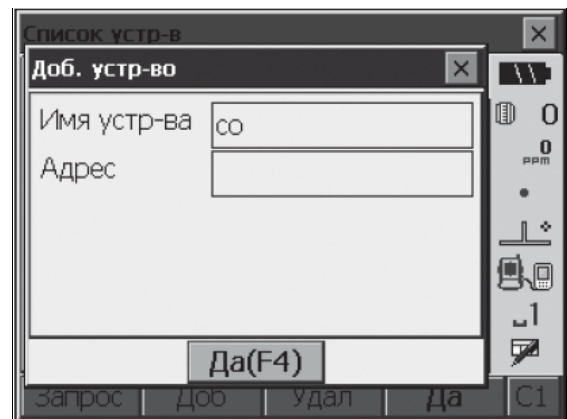 Список устр-в
Доб. устр-во
Имя устр-ва
co
Адрес
0
0
PPM
1
Да(F4)
Запрос Доб Удал Да C1